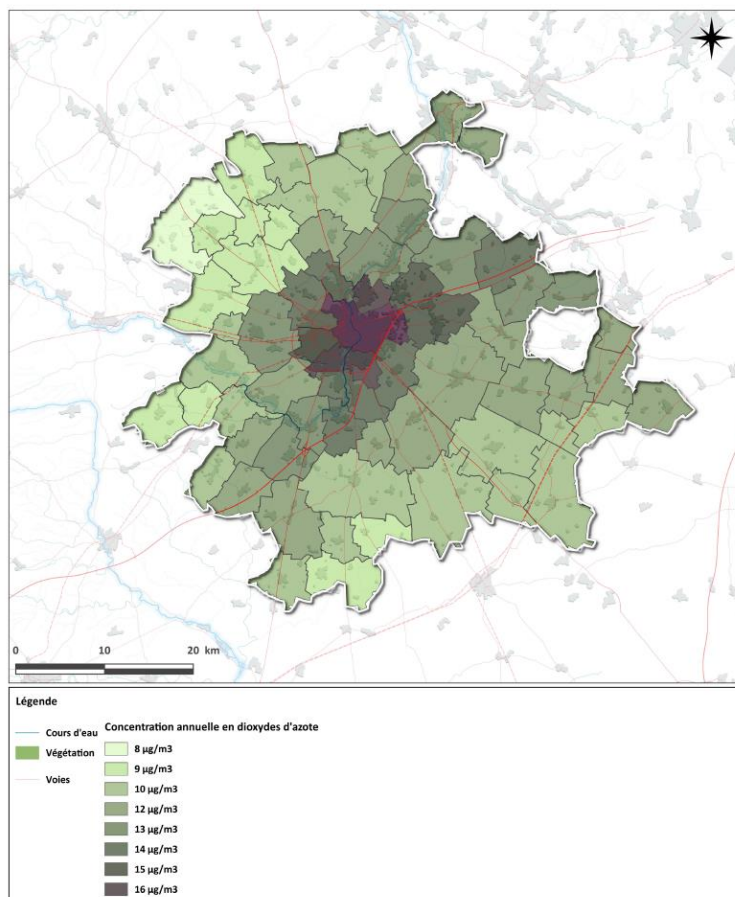 0 10 20 km
Légende
Cours d'eau
Végétation
Voies
Concentration annuelle en dioxydes d'azote
8 µg/m3
9 µg/m3
10 µg/m3
12 µg/m3
13 µg/m3
14 µg/m3
15 µg/m3
16 µg/m3